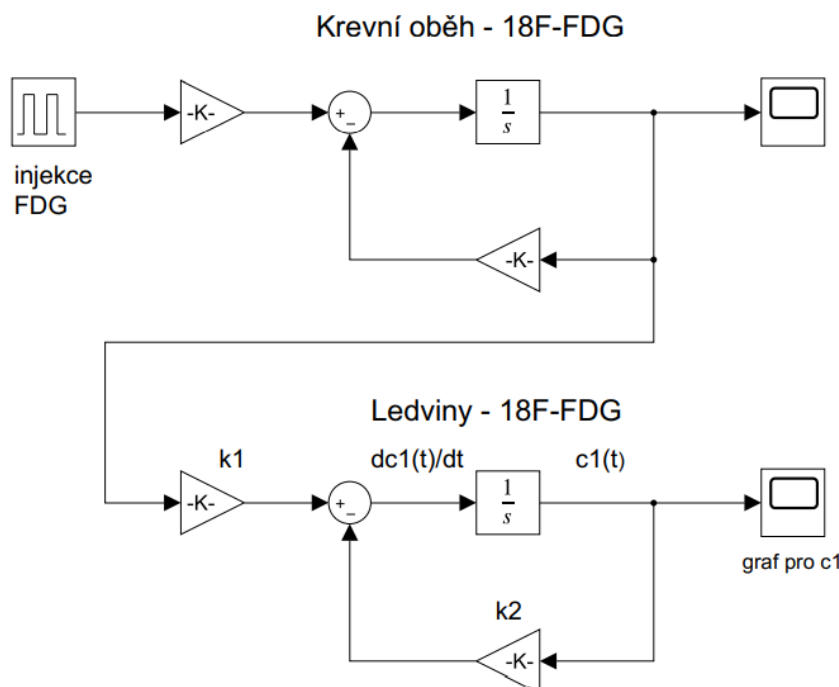 Krevní oběh - 18F-FDG
-K-
+
_
1
s
injekce
FDG
-K-
Ledviny - 18F-FDG
k1
dc1(t)/dt
c1(t)
-K-
+
_
1
s
graf pro c1
k2
-K-